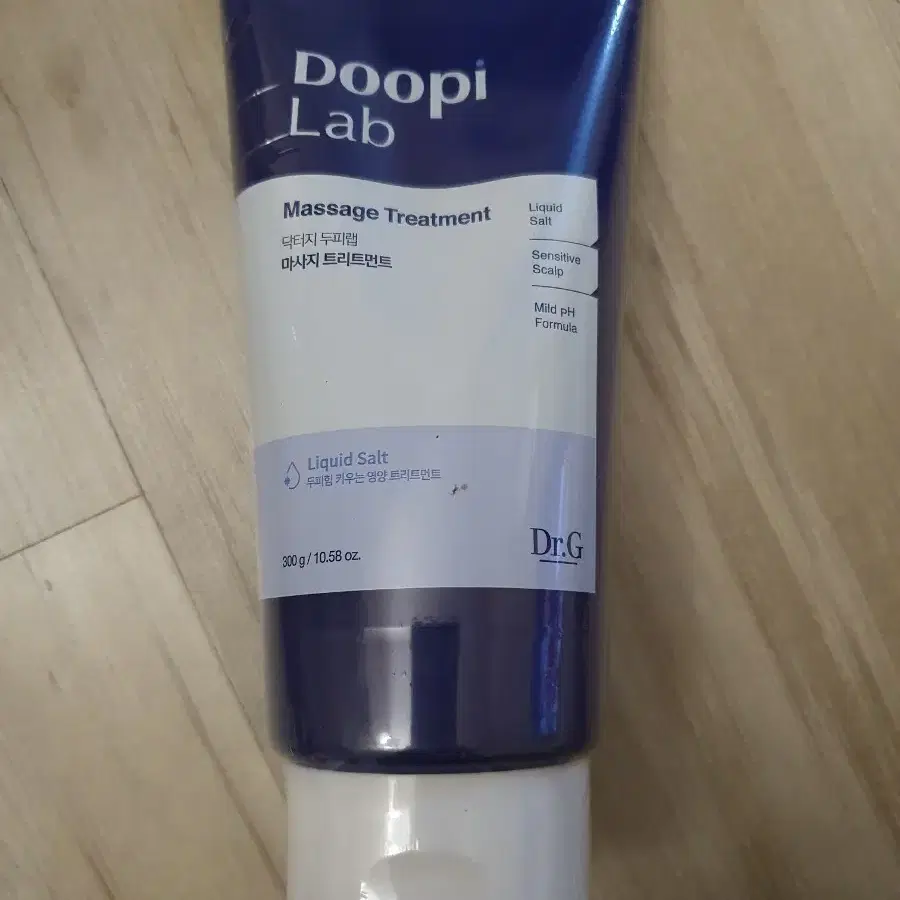 Doopi
Lab
Massage Treatment
닥터지 두피랩
마사지 트리트먼트
Liquid
Salt
Sensitive
Scalp
Mild pH
Formula
Liquid Salt
두피힘 키우는 영양 트리트먼트
300 g / 10.58 oz.
Dr.G